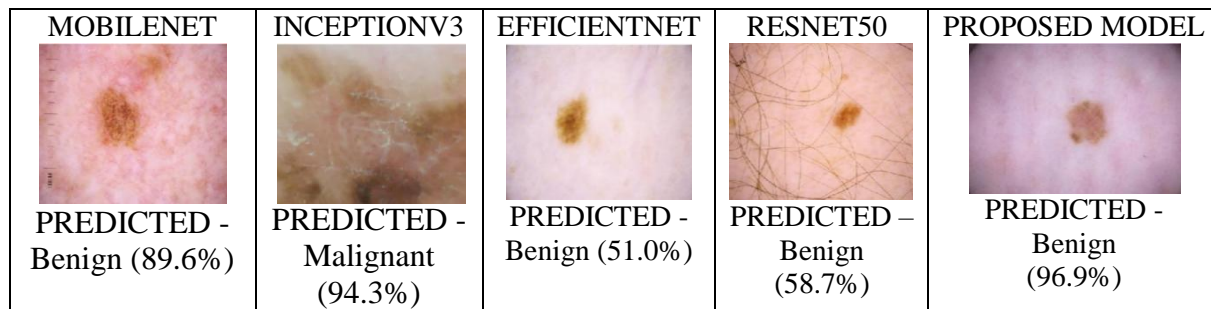 MOBILENET
PREDICTED -
Benign (89.6%)
INCEPTIONV3
PREDICTED -
Malignant
(94.3%)
EFFICIENTNET
PREDICTED -
Benign (51.0%)
RESNET50
PREDICTED –
Benign
(58.7%)
PROPOSED MODEL
PREDICTED -
Benign
(96.9%)